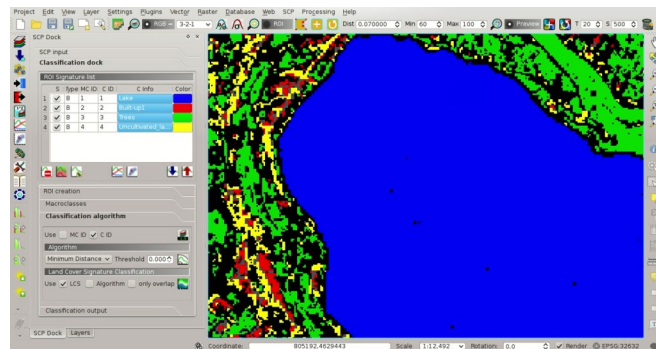 Project Edit View Layer Settings Plugins Vector Raster Database Web SCP Processing Help
RGB = 3-2-1 ROI Dist 0.070000 Min 60 Max 100 Preview T 20 S 500
SCP Dock
SCP input
Classification dock
ROI Signature list
S Type MC ID C ID C Info Color
1 B 1 1 Lake
2 B 2 2 Built-up1
3 B 3 3 Trees
4 B 4 4 Uncultivated_la...
ROI creation
Macroclasses
Classification algorithm
Use MC ID C ID
Algorithm
Minimum Distance Threshold 0.000
Land Cover Signature Classification
Use LCS Algorithm only overlap
Classification output
SCP Dock Layers
Coordinate: 805192,4629443 Scale 1:12,492 Rotation: 0.0 Render EPSG:32632